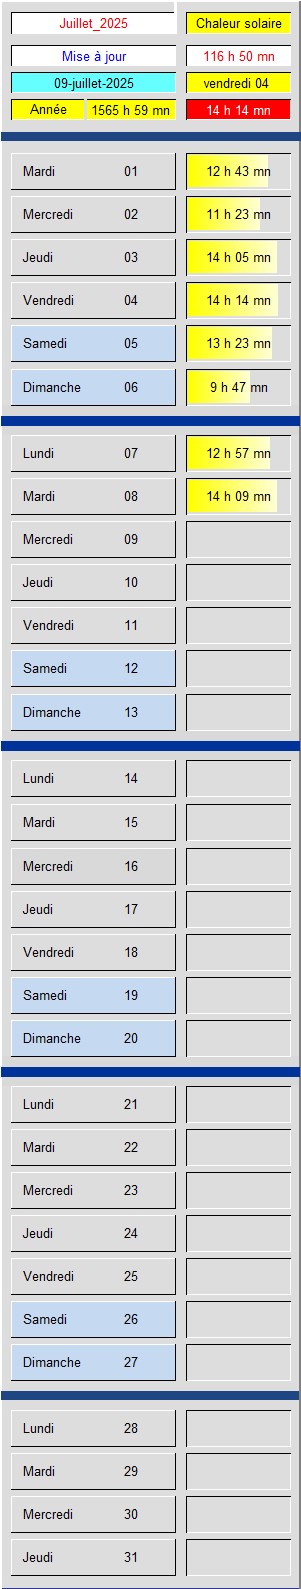 Juillet_2025 Chaleur solaire
Mise à jour 116 h 50 mn
09-juillet-2025 vendredi 04
Année 1565 h 59 mn 14 h 14 mn
Mardi 01 12 h 43 mn
Mercredi 02 11 h 23 mn
Jeudi 03 14 h 05 mn
Vendredi 04 14 h 14 mn
Samedi 05 13 h 23 mn
Dimanche 06 9 h 47 mn
Lundi 07 12 h 57 mn
Mardi 08 14 h 09 mn
Mercredi 09
Jeudi 10
Vendredi 11
Samedi 12
Dimanche 13
Lundi 14
Mardi 15
Mercredi 16
Jeudi 17
Vendredi 18
Samedi 19
Dimanche 20
Lundi 21
Mardi 22
Mercredi 23
Jeudi 24
Vendredi 25
Samedi 26
Dimanche 27
Lundi 28
Mardi 29
Mercredi 30
Jeudi 31